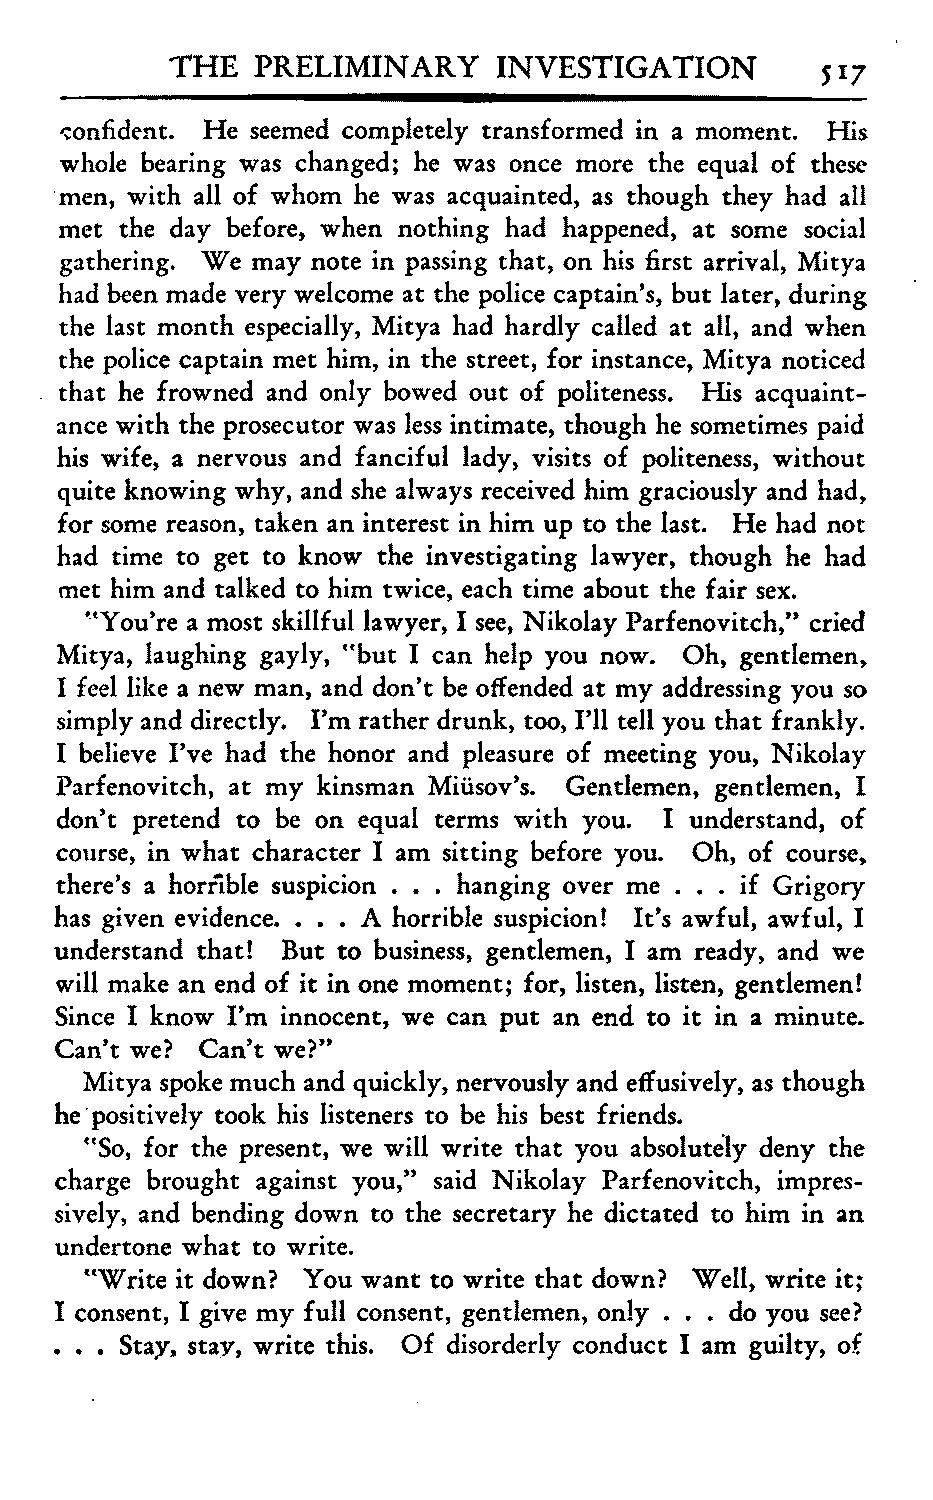 THE PRELIMINARY INVESTIGATION 517
confident. He seemed completely transformed in a moment. His
whole bearing was changed; he was once more the equal of these
men, with all of whom he was acquainted, as though they had all
met the day before, when nothing had happened, at some social
gathering. We may note in passing that, on his first arrival, Mitya
had been made very welcome at the police captain's, but later, during
the last month especially, Mitya had hardly called at all, and when
the police captain met him, in the street, for instance, Mitya noticed
that he frowned and only bowed out of politeness. His acquaint-
ance with the prosecutor was less intimate, though he sometimes paid
his wife, a nervous and fanciful lady, visits of politeness, without
quite knowing why, and she always received him graciously and had,
for some reason, taken an interest in him up to the last. He had not
had time to get to know the investigating lawyer, though he had
met him and talked to him twice, each time about the fair sex.
"You're a most skillful lawyer, I see, Nikolay Parfenovitch," cried
Mitya, laughing gayly, "but I can help you now. Oh, gentlemen,
I feel like a new man, and don't be offended at my addressing you so
simply and directly. I'm rather drunk, too, I'll tell you that frankly.
I believe I've had the honor and pleasure of meeting you, Nikolay
Parfenovitch, at my kinsman Miüsov's. Gentlemen, gentlemen, I
don't pretend to be on equal terms with you. I understand, of
course, in what character I am sitting before you. Oh, of course,
there's a horrible suspicion . . . hanging over me . . . if Grigory
has given evidence. . . . A horrible suspicion! It's awful, awful, I
understand that! But to business, gentlemen, I am ready, and we
will make an end of it in one moment; for, listen, listen, gentlemen!
Since I know I'm innocent, we can put an end to it in a minute.
Can't we? Can't we?"
Mitya spoke much and quickly, nervously and effusively, as though
he positively took his listeners to be his best friends.
"So, for the present, we will write that you absolutely deny the
charge brought against you," said Nikolay Parfenovitch, impres-
sively, and bending down to the secretary he dictated to him in an
undertone what to write.
"Write it down? You want to write that down? Well, write it;
I consent, I give my full consent, gentlemen, only . . . do you see?
. . . Stay, stay, write this. Of disorderly conduct I am guilty, of